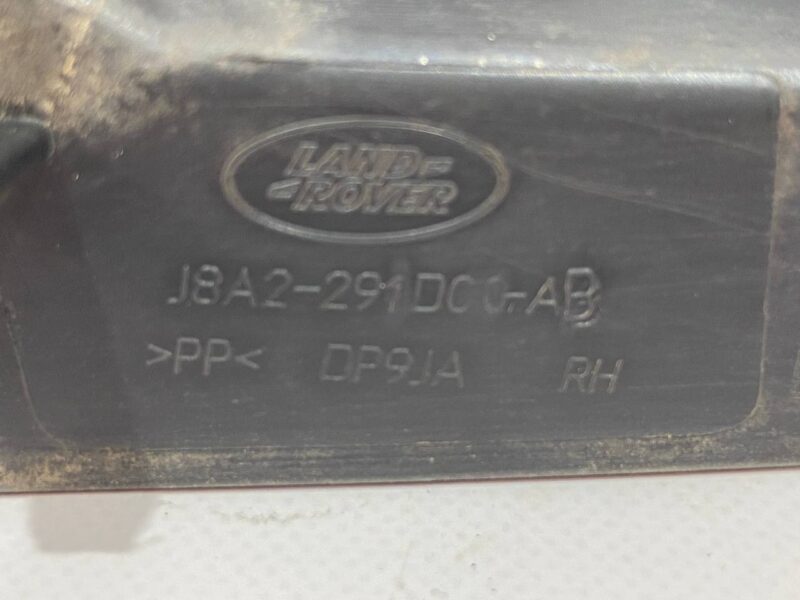 LAND
ROVER
J8A2-291D00-AB
>PP< DP9JA RH